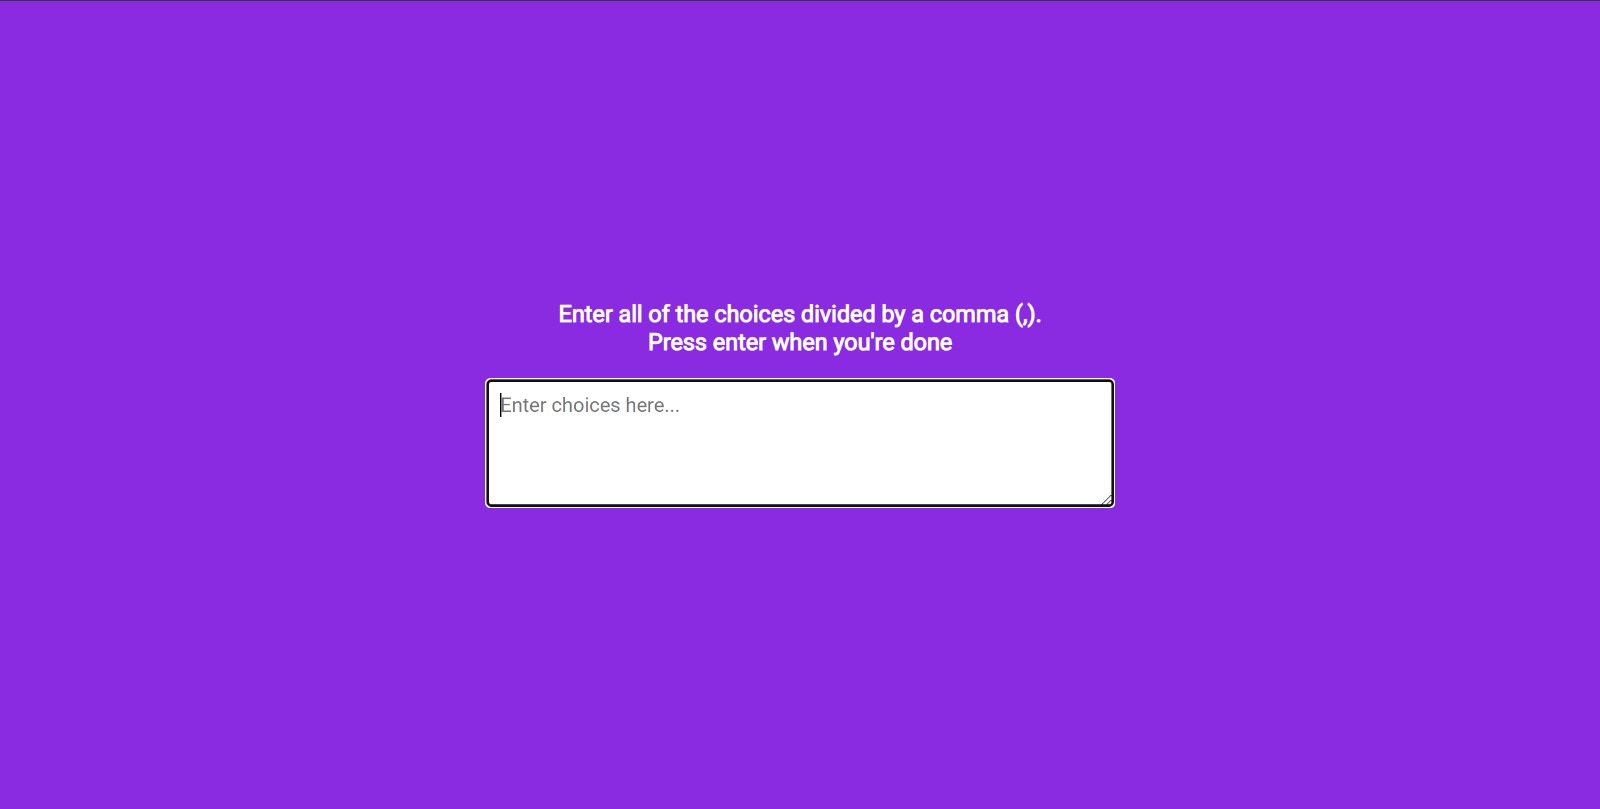 Enter all of the choices divided by a comma (,).
Press enter when you're done
Enter choices here...